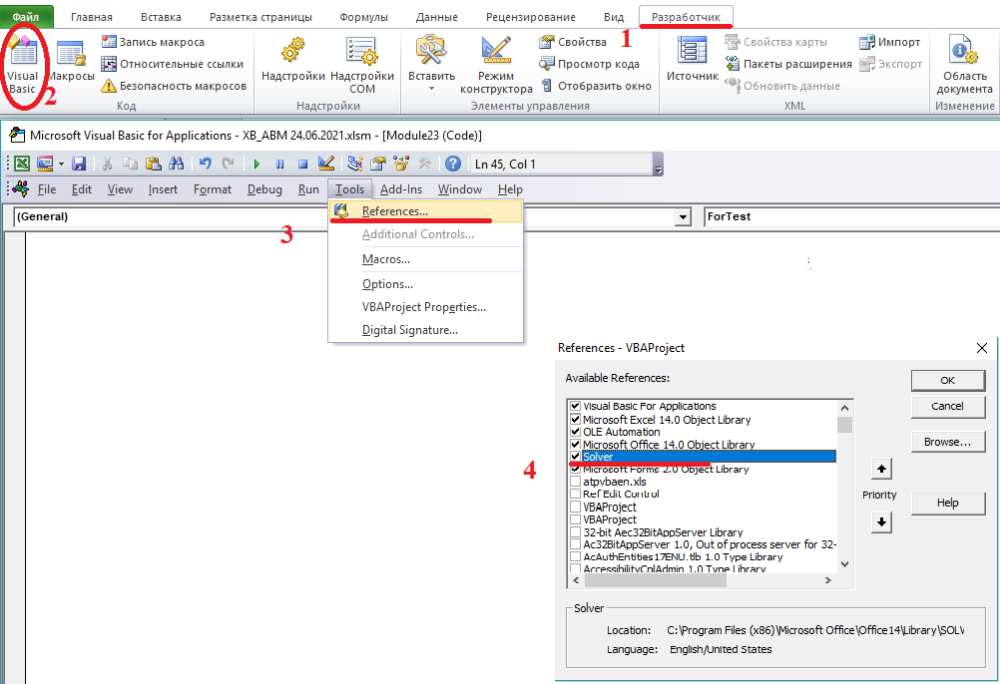 Файл Главная Вставка Разметка страницы Формулы Данные Рецензирование Вид Разработчик
1
Visual Basic
2
Макросы
Запись макроса
Относительные ссылки
Безопасность макросов
Код
Надстройки
Надстройки COM
Надстройки
Вставить
Режим конструктора
Свойства
Просмотр кода
Отобразить окно
Элементы управления
Источник
Свойства карты
Пакеты расширения
Обновить данные
Импорт
Экспорт
XML
Область документа
Изменение
Microsoft Visual Basic for Applications - XB_ABM 24.06.2021.xlsm - [Module23 (Code)]
Ln 45, Col 1
File Edit View Insert Format Debug Run Tools Add-Ins Window Help
(General) ForTest
3
References...
Additional Controls...
Macros...
Options...
VBAProject Properties...
Digital Signature...
References - VBAProject
Available References:
4
Visual Basic For Applications
Microsoft Excel 14.0 Object Library
OLE Automation
Microsoft Office 14.0 Object Library
Solver
Microsoft Forms 2.0 Object Library
atpvbaen.xls
Ref Edit Control
VBAProject
VBAProject
32-bit Aec32BitAppServer Library
Ac32BitAppServer 1.0, Out of process server for 32-
AcAuthEntities17ENU.tlb 1.0 Type Library
AccessibilityCplAdmin 1.0 Type Library
OK
Cancel
Browse...
Priority
Help
Solver
Location: C:\Program Files (x86)\Microsoft Office\Office14\Library\SOLV
Language: English/United States